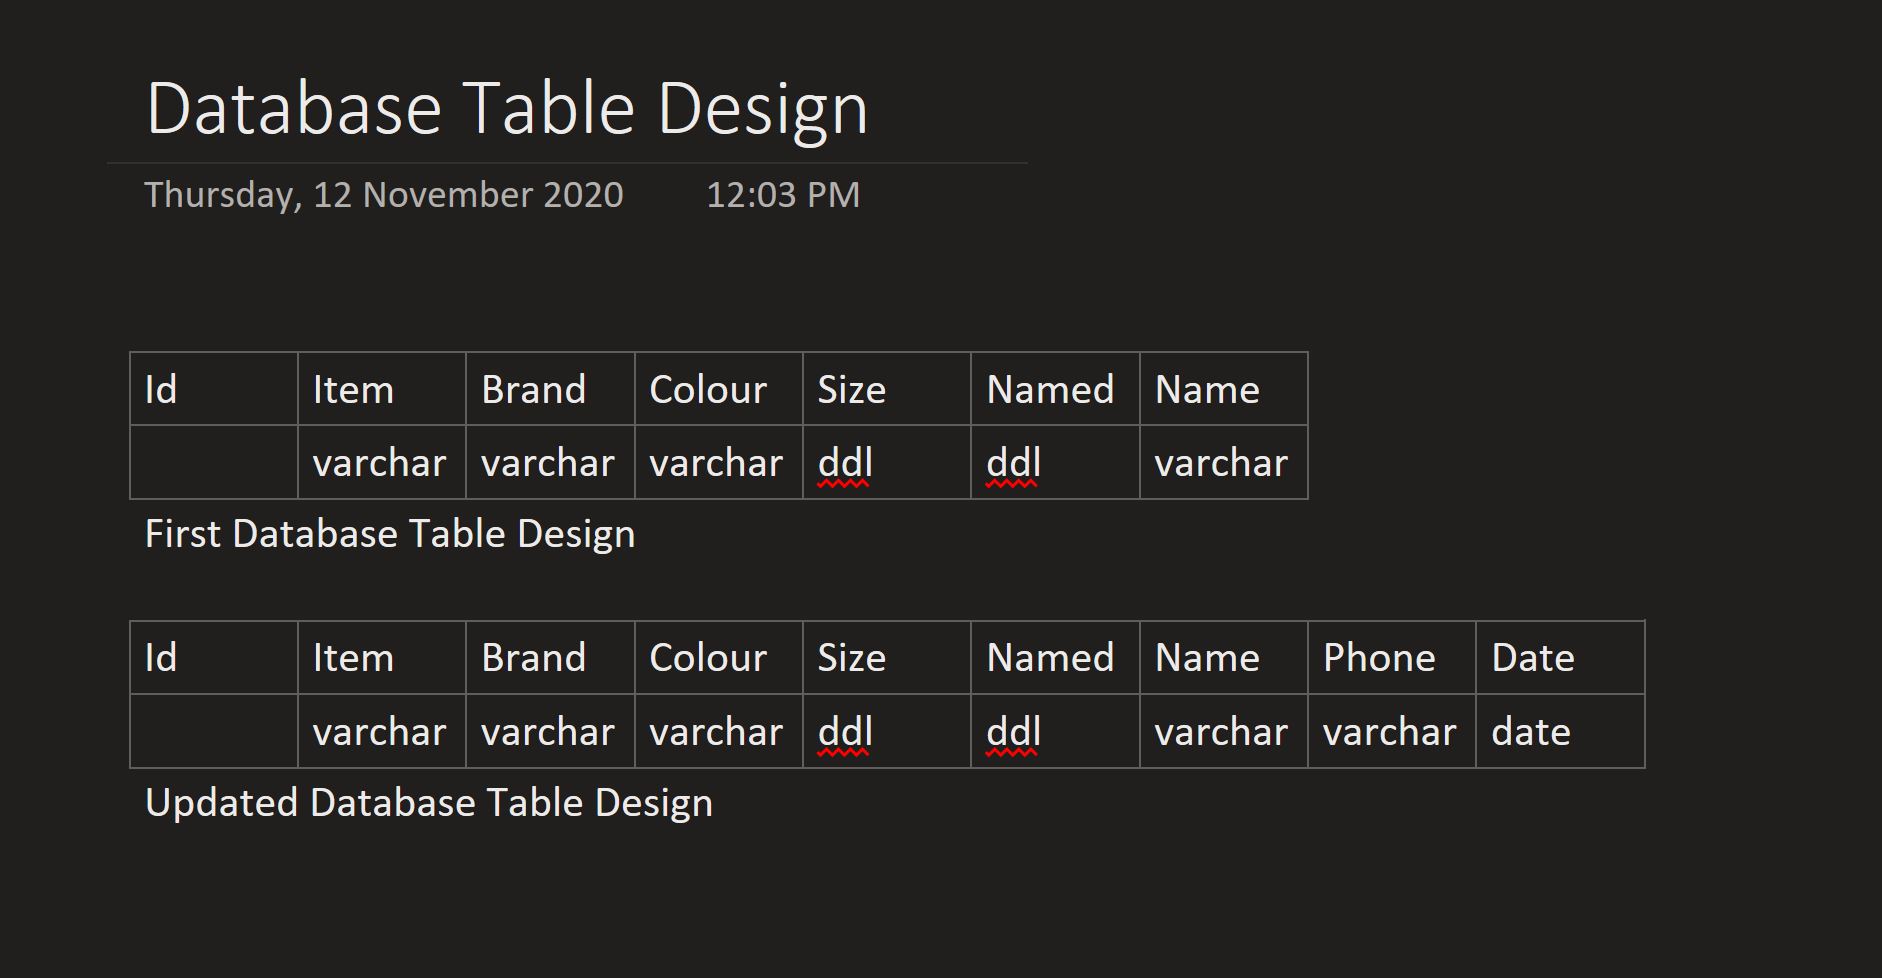 Database Table Design
Thursday, 12 November 2020 12:03 PM
Id Item Brand Colour Size Named Name
varchar varchar varchar ddl ddl varchar
First Database Table Design
Id Item Brand Colour Size Named Name Phone Date
varchar varchar varchar ddl ddl varchar varchar date
Updated Database Table Design